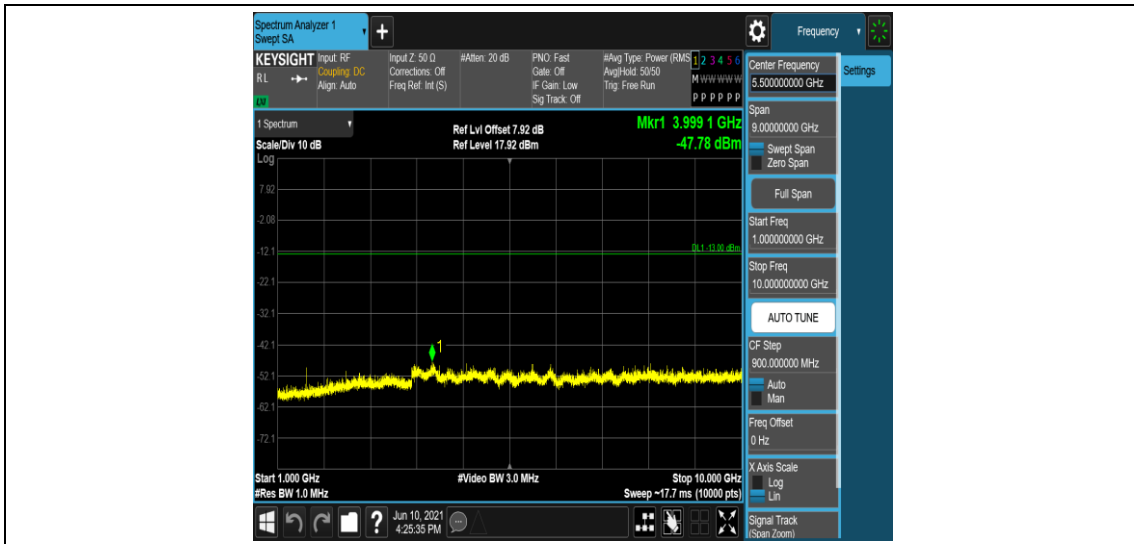 Spectrum Analyzer 1
Swept SA
+
Frequency
KEYSIGHT
RL
LXI
Input: RF
Coupling: DC
Align: Auto
Input Z: 50 Ω
Corrections: Off
Freq Ref: Int (S)
#Atten: 20 dB
PNO: Fast
Gate: Off
IF Gain: Low
Sig Track: Off
#Avg Type: Power (RMS
Avg|Hold: 50/50
Trig: Free Run
1 2 3 4 5 6
M W W W W W
P P P P P P
1 Spectrum
Scale/Div 10 dB
Log
Ref Lvl Offset 7.92 dB
Ref Level 17.92 dBm
Mkr1 3.999 1 GHz
-47.78 dBm
7.92
-2.08
-12.1
DL1 -13.00 dBm
-22.1
-32.1
-42.1
1
-52.1
-62.1
-72.1
Start 1.000 GHz
#Res BW 1.0 MHz
#Video BW 3.0 MHz
Stop 10.000 GHz
Sweep ~17.7 ms (10000 pts)
Center Frequency
5.500000000 GHz
Settings
Span
9.00000000 GHz
Swept Span
Zero Span
Full Span
Start Freq
1.000000000 GHz
Stop Freq
10.000000000 GHz
AUTO TUNE
CF Step
900.000000 MHz
Auto
Man
Freq Offset
0 Hz
X Axis Scale
Log
Lin
Signal Track
(Span Zoom)
?
Jun 10, 2021
4:25:35 PM